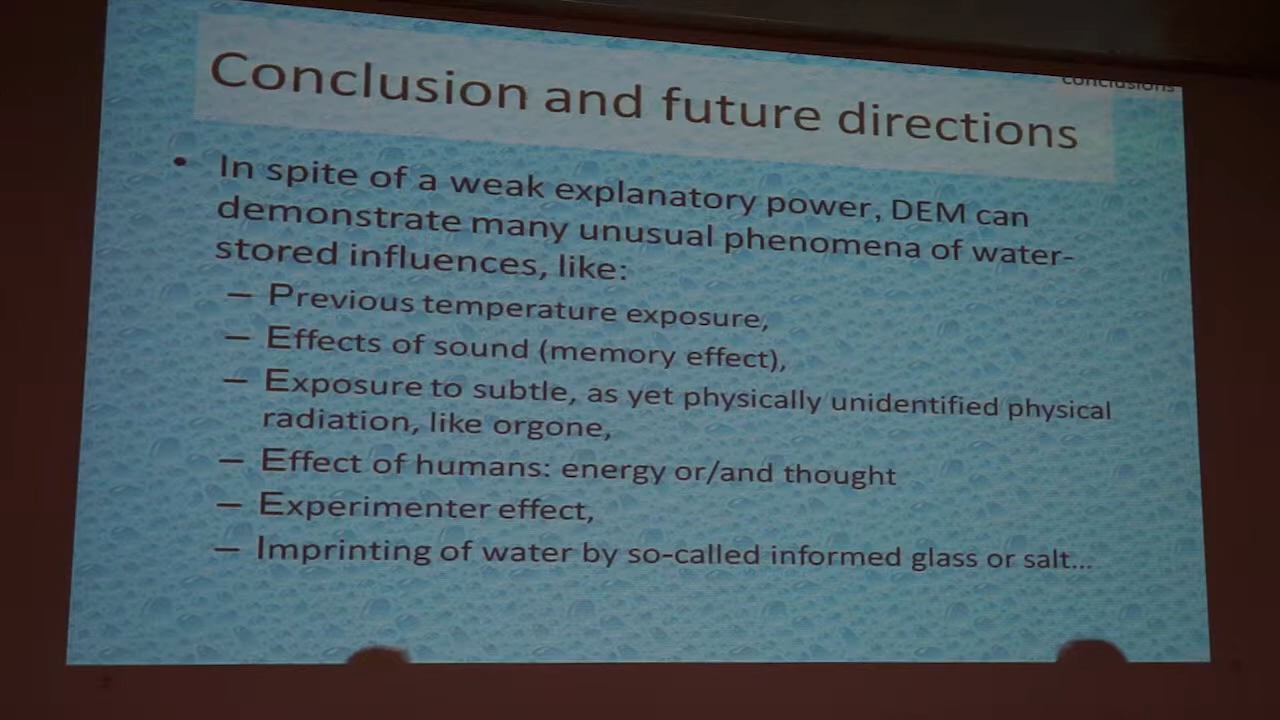 conclusions
Conclusion and future directions
• In spite of a weak explanatory power, DEM can
demonstrate many unusual phenomena of water-
stored influences, like:
– Previous temperature exposure,
– Effects of sound (memory effect),
– Exposure to subtle, as yet physically unidentified physical
radiation, like orgone,
– Effect of humans: energy or/and thought
– Experimenter effect,
– Imprinting of water by so-called informed glass or salt...